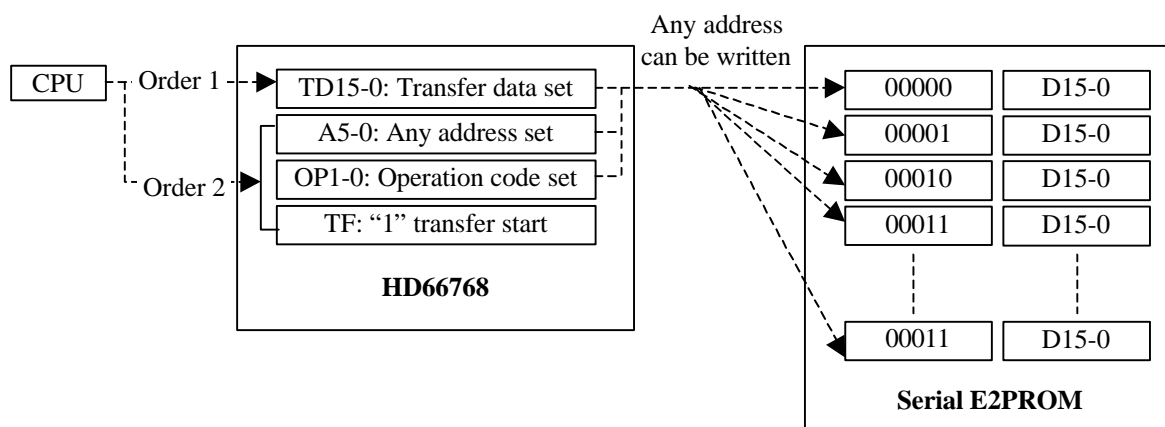 Any address
can be written
CPU
Order 1
TD15-0: Transfer data set
A5-0: Any address set
Order 2
OP1-0: Operation code set
TF: “1” transfer start
HD66768
00000 D15-0
00001 D15-0
00010 D15-0
00011 D15-0
00011 D15-0
Serial E2PROM